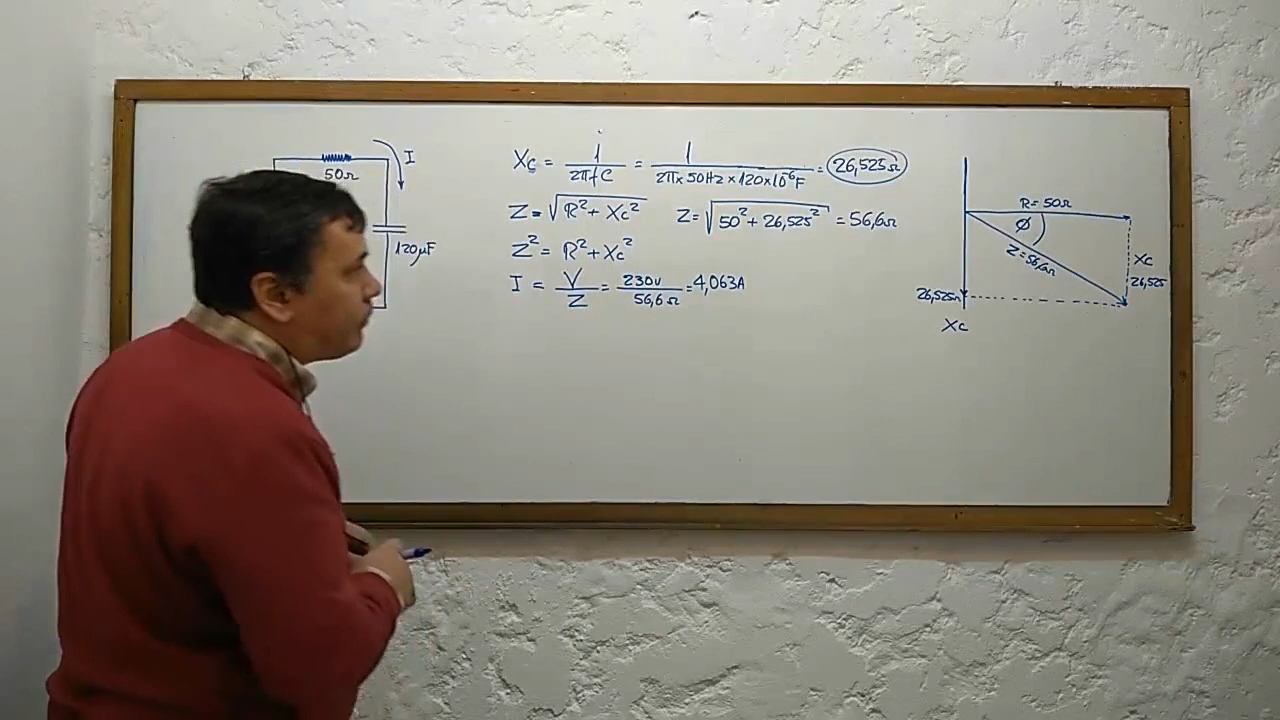 I
50Ω
120μF
Xc = 1/2πfC = 1/2π×50Hz×120×10⁻⁶F = 26,525Ω
Z = √R²+Xc² Z = √50²+26,525² = 56,6Ω
Z² = R²+Xc²
I = V/Z = 230V/56,6Ω = 4,063A
R=50Ω
Ø
Z=56,6Ω
Xc
26,525
26,525Ω
Xc